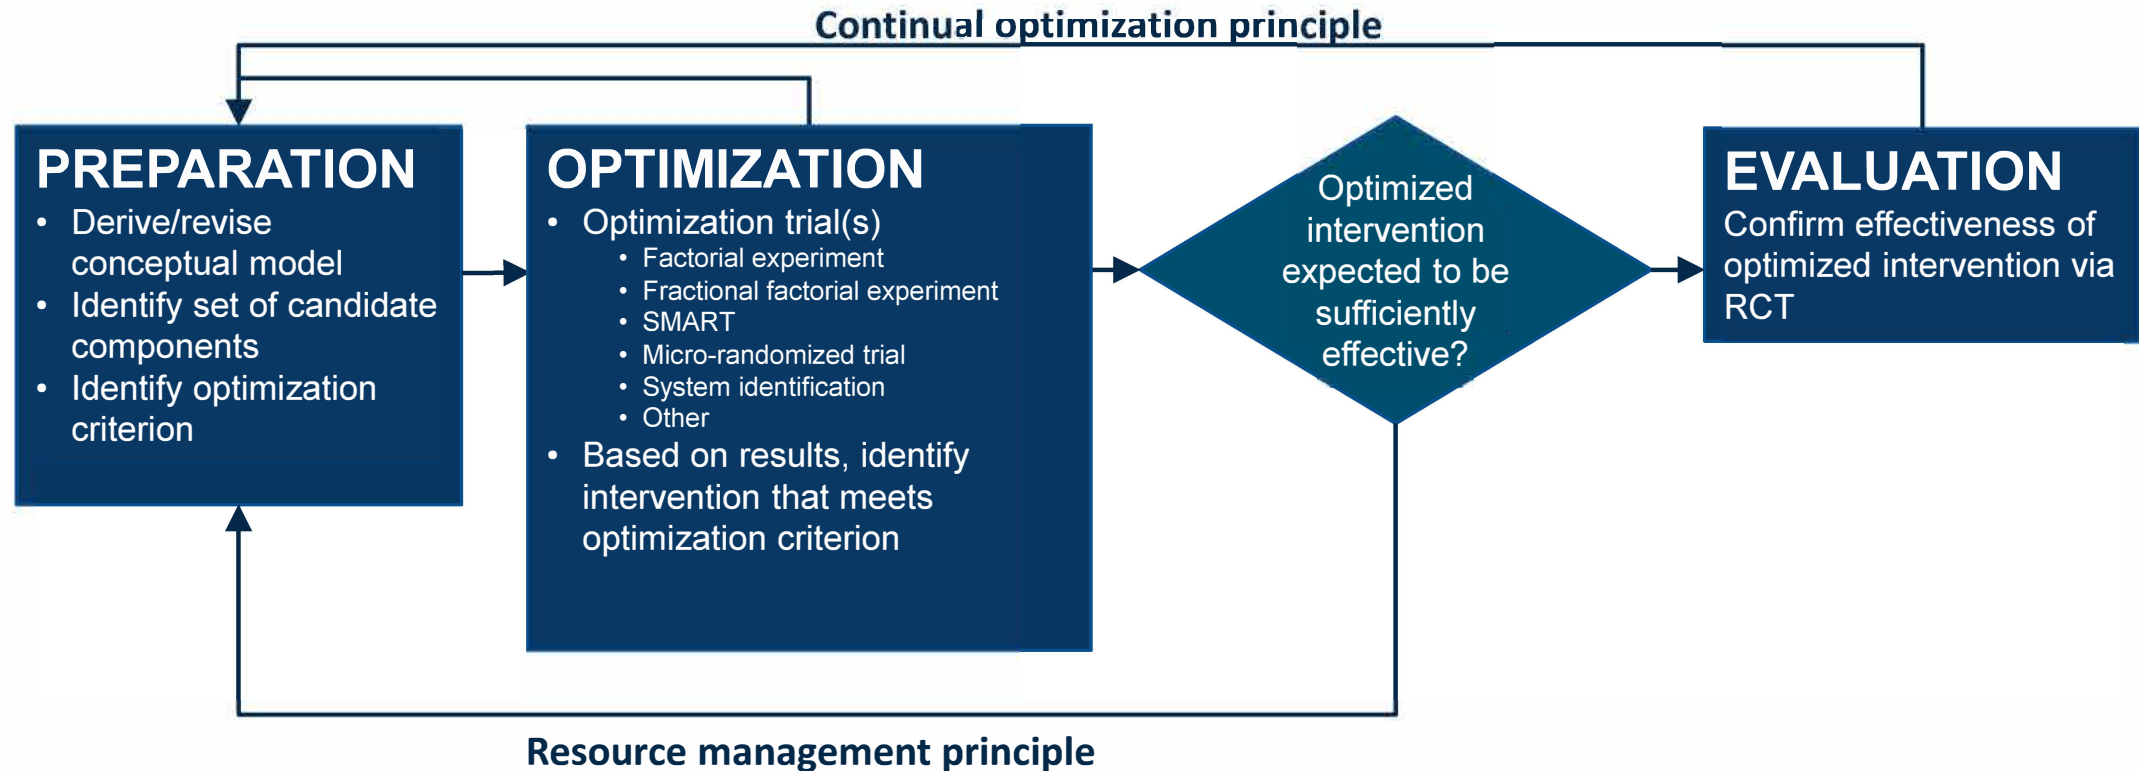 Continual optimization principle
PREPARATION
• Derive/revise
conceptual model
• Identify set of candidate
components
• Identify optimization
criterion
OPTIMIZATION
• Optimization trial(s)
• Factorial experiment
• Fractional factorial experiment
• SMART
• Micro-randomized trial
• System identification
• Other
• Based on results, identify
intervention that meets
optimization criterion
Optimized
intervention
expected to be
sufficiently
effective?
EVALUATION
Confirm effectiveness of
optimized intervention via
RCT
Resource management principle